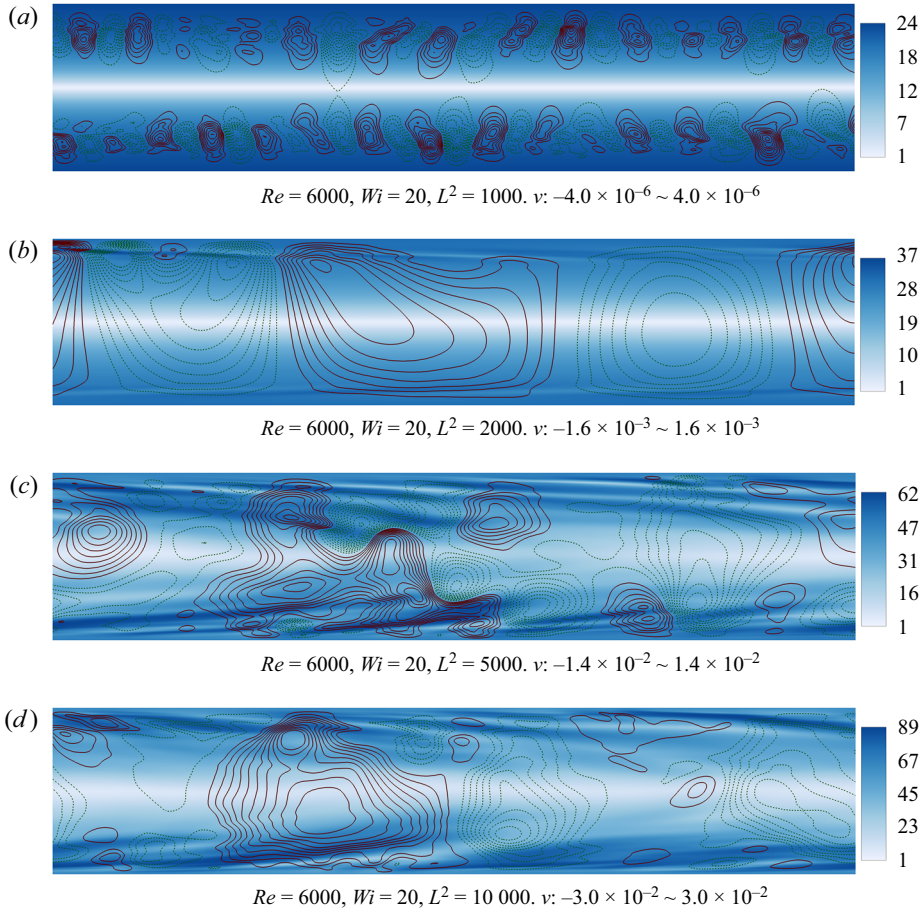 (a)
24
18
12
7
1
Re = 6000, Wi = 20, L² = 1000. v: –4.0 × 10⁻⁶ ~ 4.0 × 10⁻⁶
(b)
37
28
19
10
1
Re = 6000, Wi = 20, L² = 2000. v: –1.6 × 10⁻³ ~ 1.6 × 10⁻³
(c)
62
47
31
16
1
Re = 6000, Wi = 20, L² = 5000. v: –1.4 × 10⁻² ~ 1.4 × 10⁻²
(d)
89
67
45
23
1
Re = 6000, Wi = 20, L² = 10 000. v: –3.0 × 10⁻² ~ 3.0 × 10⁻²